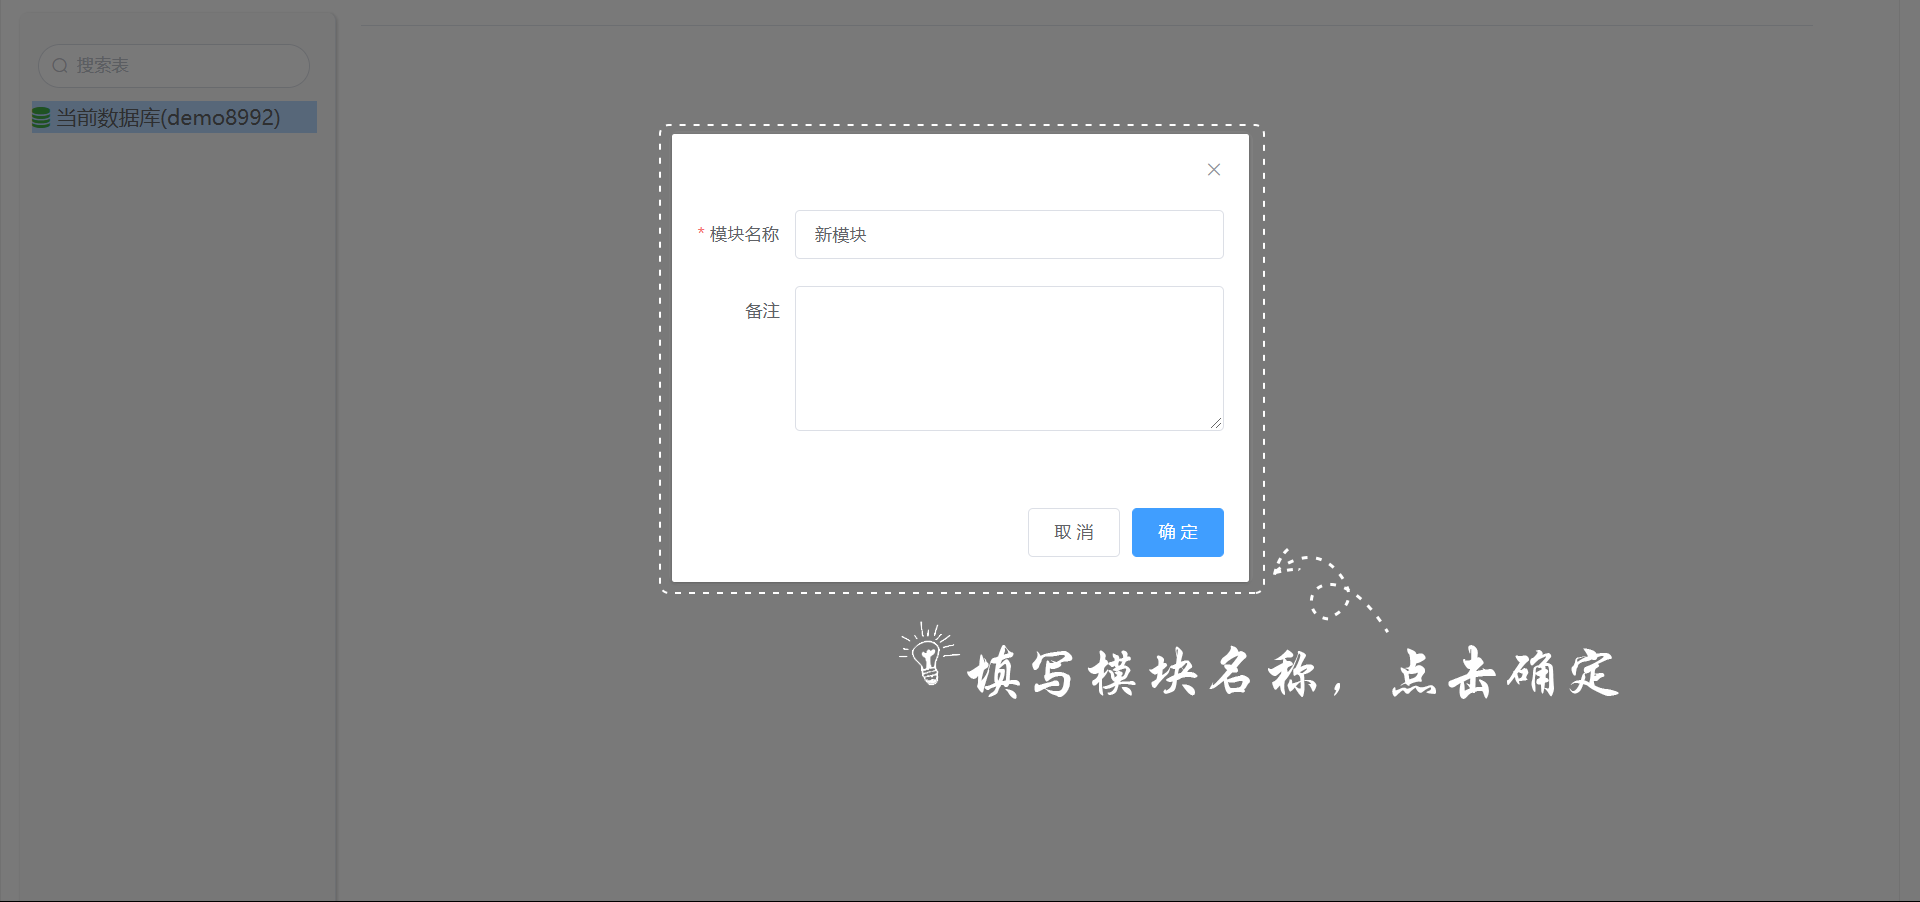 搜索表
当前数据库(demo8992)
* 模块名称
新模块
备注
取 消
确 定
填写模块名称，点击确定